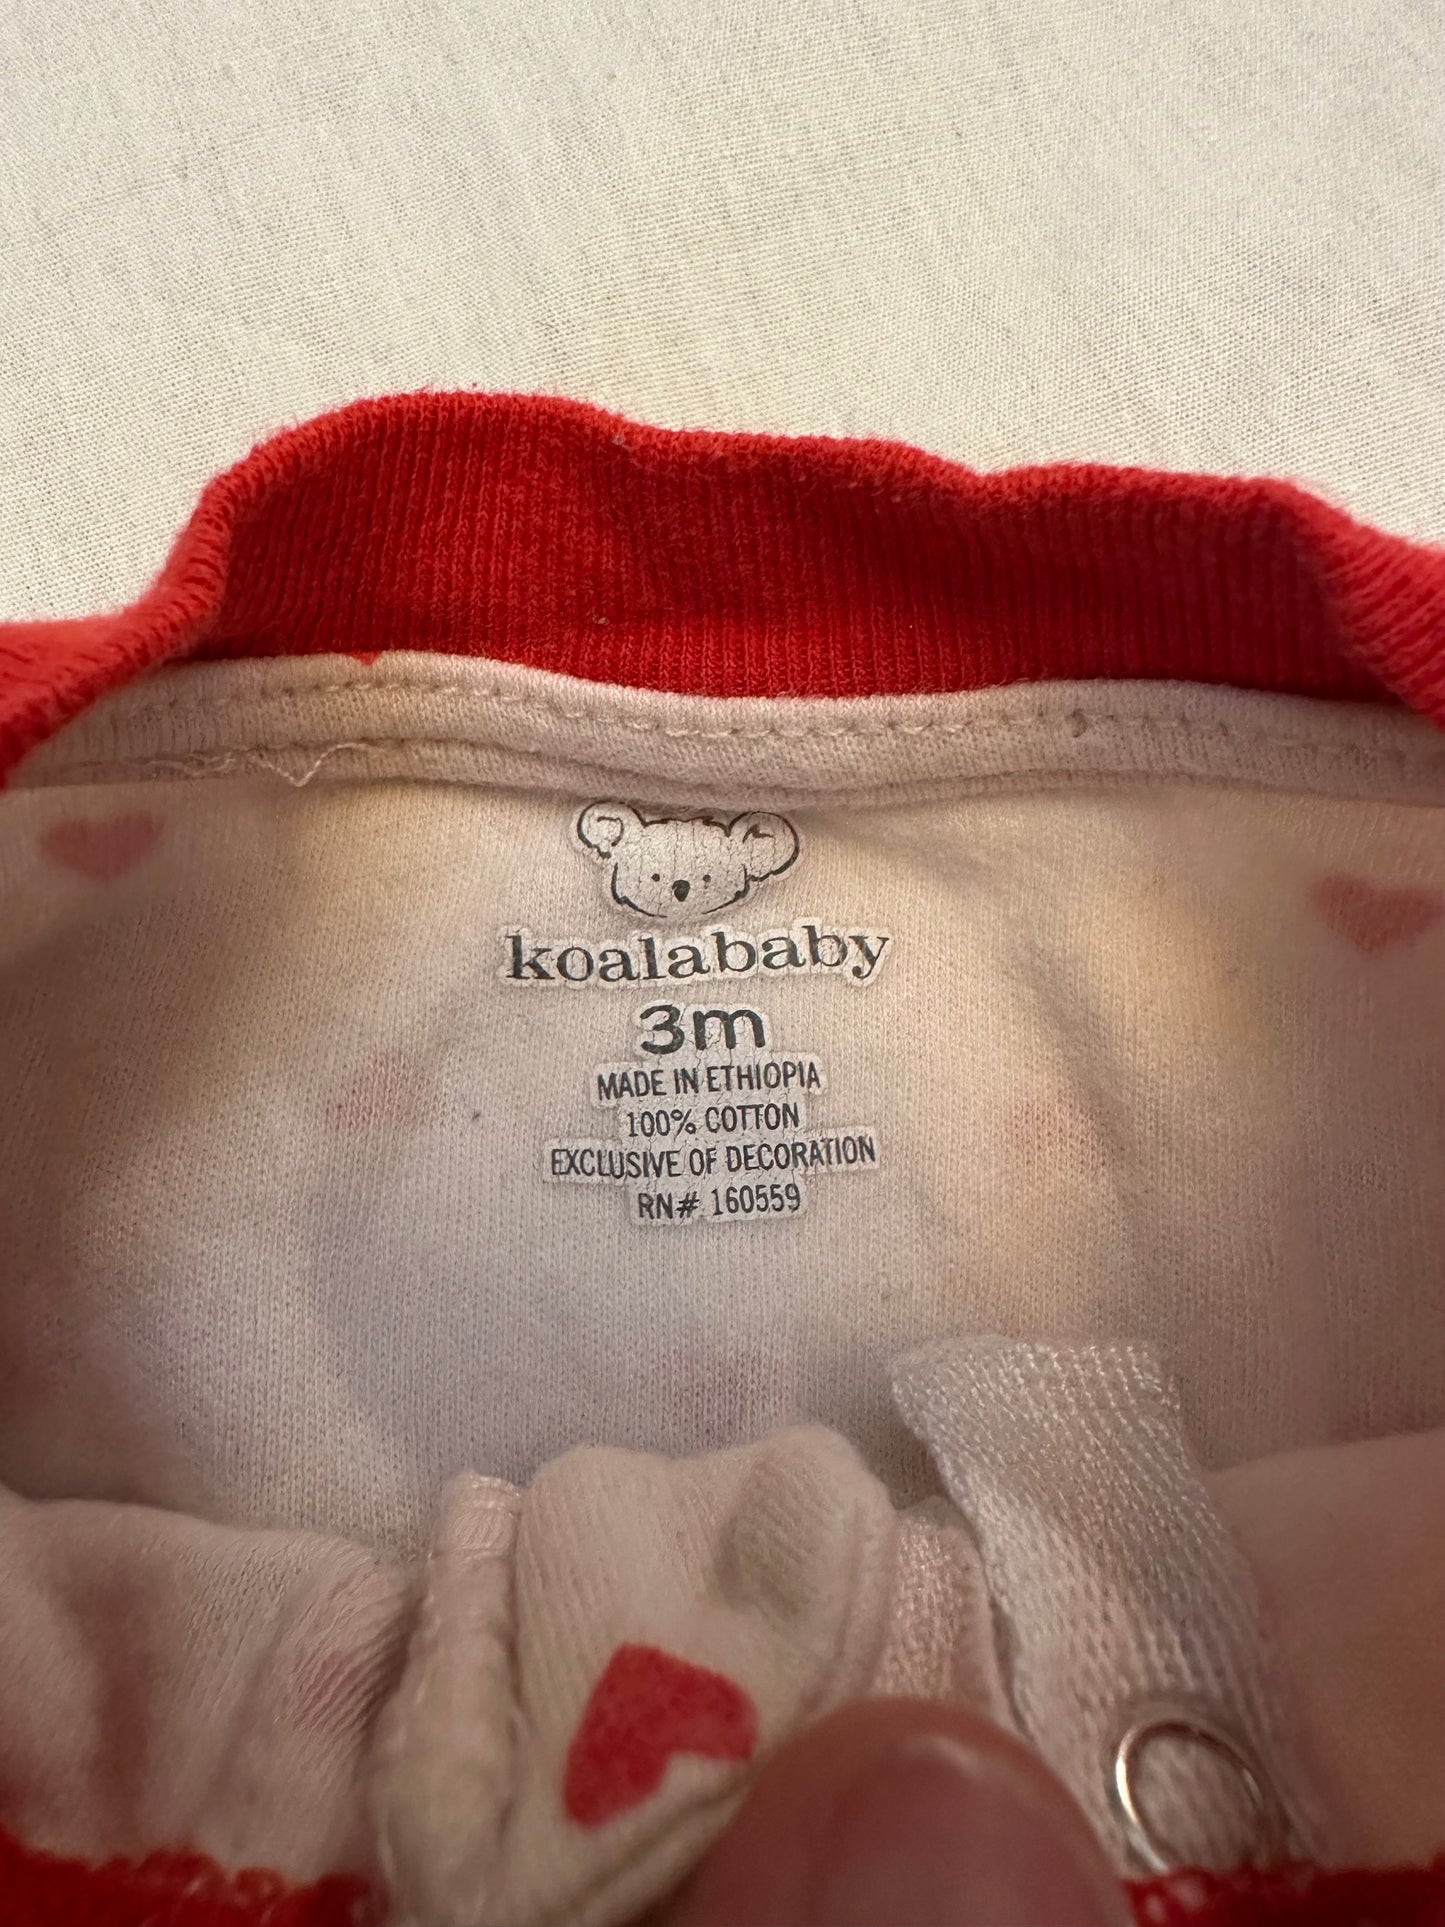 koalababy
3m
MADE IN ETHIOPIA
100% COTTON
EXCLUSIVE OF DECORATION
RN# 160559